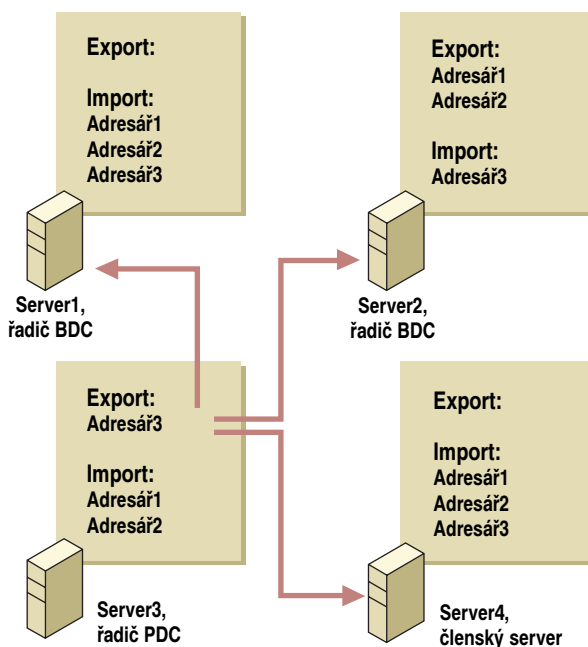 Export:
Import:
Adresář1
Adresář2
Adresář3
Server1,
řadič BDC
Export:
Adresář1
Adresář2
Import:
Adresář3
Server2,
řadič BDC
Export:
Adresář3
Import:
Adresář1
Adresář2
Server3,
řadič PDC
Export:
Import:
Adresář1
Adresář2
Adresář3
Server4,
členský server